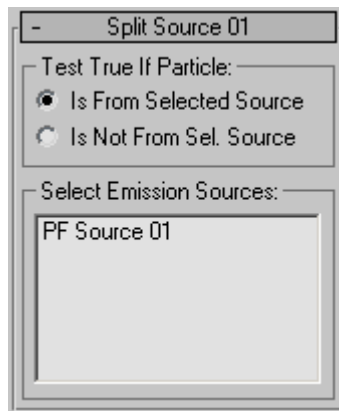 - Split Source 01
Test True If Particle:
Is From Selected Source
Is Not From Sel. Source
Select Emission Sources:
PF Source 01